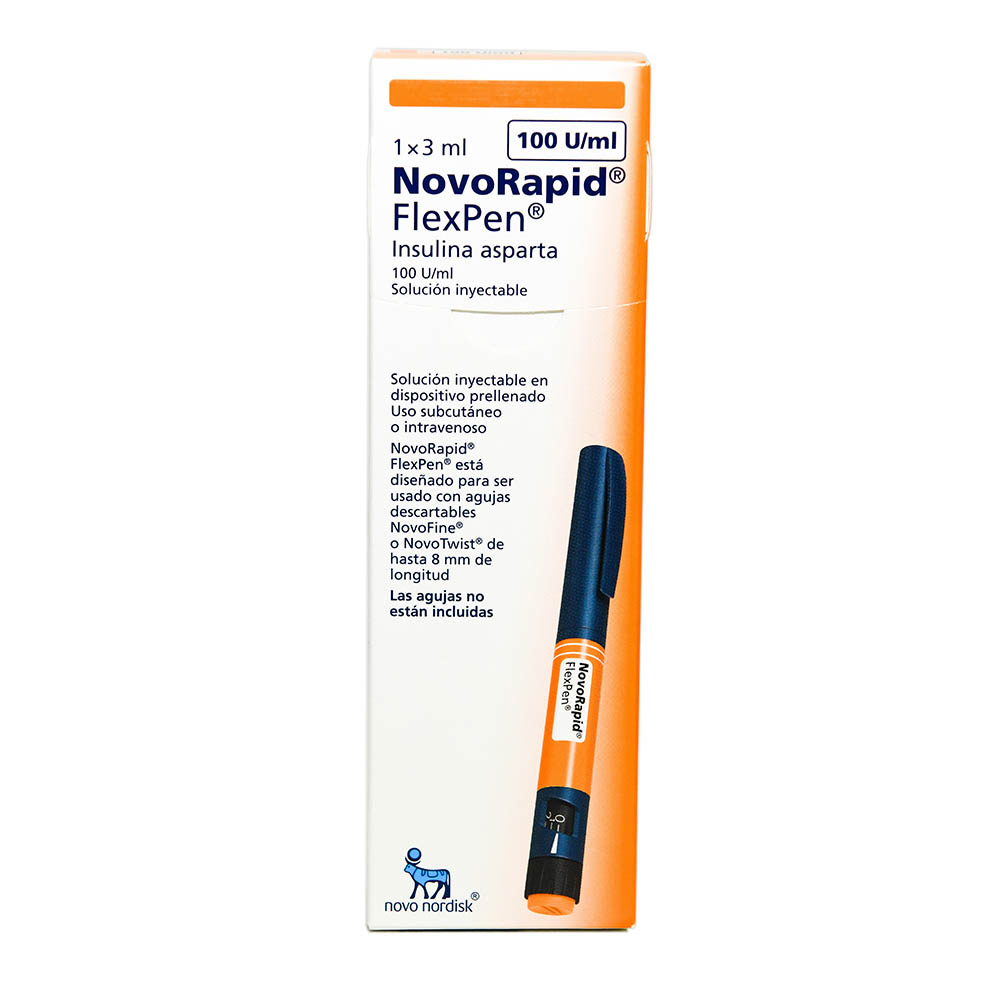 100 U/ml
1 × 3 ml
NovoRapid®
FlexPen®
Insulina asparta
100 U/ml
Solución inyectable
Solución inyectable en
dispositivo prellenado
Uso subcutáneo
o intravenoso
NovoRapid®
FlexPen® está
diseñado para ser
usado con agujas
descartables
NovoFine®
o NovoTwist® de
hasta 8 mm de
longitud
Las agujas no
están incluidas
NovoRapid®
FlexPen®
novo nordisk®